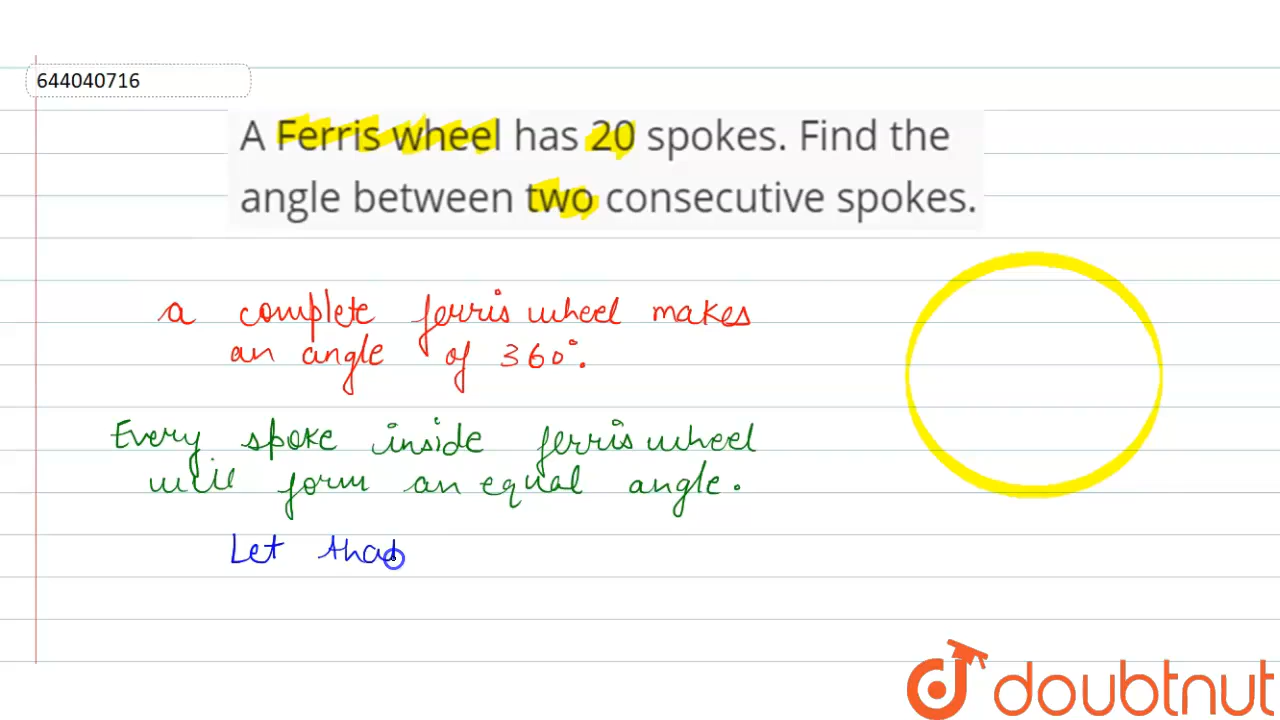 644040716
A Ferris wheel has 20 spokes. Find the
angle between two consecutive spokes.
a complete ferris wheel makes
an angle of 360°.
Every spoke inside ferris wheel
will form an equal angle.
Let that
doubtnut